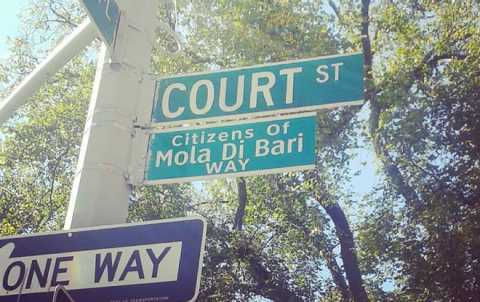 COURT ST
Citizens Of
Mola Di Bari
WAY
ONE WAY